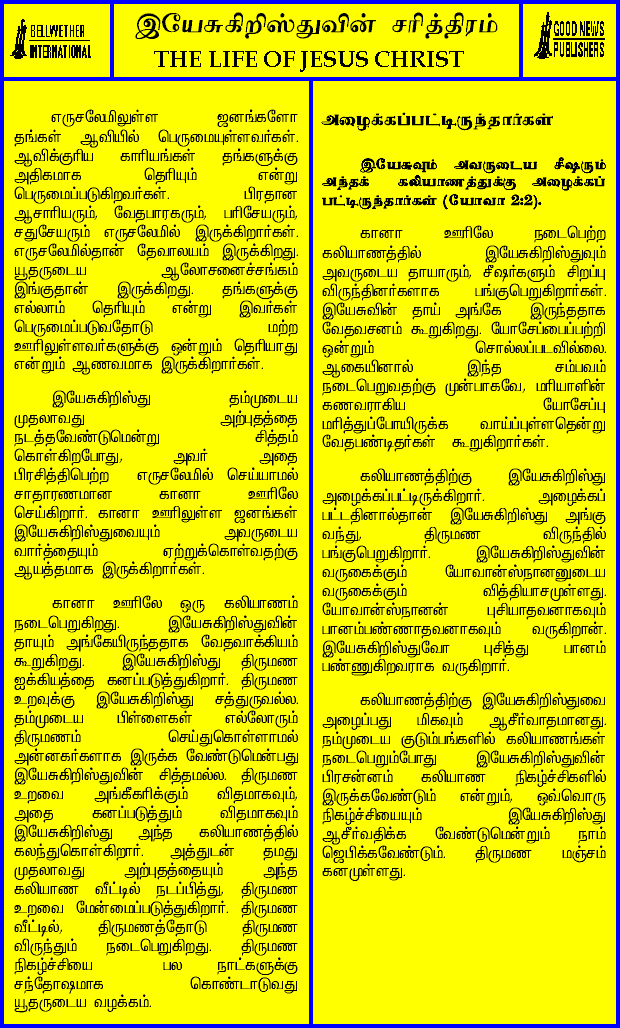 BELLWETHER
INTERNATIONAL
இயேசுகிறிஸ்துவின் சரித்திரம்
THE LIFE OF JESUS CHRIST
GOOD NEWS
PUBLISHERS
எருசலேமிலுள்ள ஜனங்களோ
தங்கள் ஆவியில் பெருமையுள்ளவர்கள்.
ஆவிக்குரிய காரியங்கள் தங்களுக்கு
அதிகமாக தெரியும் என்று
பெருமைப்படுகிறவர்கள். பிரதான
ஆசாரியரும், வேதபாரகரும், பரிசேயரும்,
சதுசேயரும் எருசலேமில் இருக்கிறார்கள்.
எருசலேமில்தான் தேவாலயம் இருக்கிறது.
யூதருடைய ஆலோசனைச்சங்கம்
இங்குதான் இருக்கிறது. தங்களுக்கு
எல்லாம் தெரியும் என்று இவர்கள்
பெருமைப்படுவதோடு மற்ற
ஊரிலுள்ளவர்களுக்கு ஒன்றும் தெரியாது
என்றும் ஆணவமாக இருக்கிறார்கள்.
இயேசுகிறிஸ்து தம்முடைய
முதலாவது அற்புதத்தை
நடத்தவேண்டுமென்று சித்தம்
கொள்கிறபோது, அவர் அதை
பிரசித்திபெற்ற எருசலேமில் செய்யாமல்
சாதாரணமான கானா ஊரிலே
செய்கிறார். கானா ஊரிலுள்ள ஜனங்கள்
இயேசுகிறிஸ்துவையும் அவருடைய
வார்த்தையும் ஏற்றுக்கொள்வதற்கு
ஆயத்தமாக இருக்கிறார்கள்.
கானா ஊரிலே ஒரு கலியாணம்
நடைபெறுகிறது. இயேசுகிறிஸ்துவின்
தாயும் அங்கேயிருந்ததாக வேதவாக்கியம்
கூறுகிறது. இயேசுகிறிஸ்து திருமண
ஐக்கியத்தை கனப்படுத்துகிறார். திருமண
உறவுக்கு இயேசுகிறிஸ்து சத்துருவல்ல.
தம்முடைய பிள்ளைகள் எல்லோரும்
திருமணம் செய்துகொள்ளாமல்
அன்னகர்களாக இருக்க வேண்டுமென்பது
இயேசுகிறிஸ்துவின் சித்தமல்ல. திருமண
உறவை அங்கீகரிக்கும் விதமாகவும்,
அதை கனப்படுத்தும் விதமாகவும்
இயேசுகிறிஸ்து அந்த கலியாணத்தில்
கலந்துகொள்கிறார். அத்துடன் தமது
முதலாவது அற்புதத்தையும் அந்த
கலியாண வீட்டில் நடப்பித்து, திருமண
உறவை மேன்மைப்படுத்துகிறார். திருமண
வீட்டில், திருமணத்தோடு திருமண
விருந்தும் நடைபெறுகிறது. திருமண
நிகழ்ச்சியை பல நாட்களுக்கு
சந்தோஷமாக கொண்டாடுவது
யூதருடைய வழக்கம்.
அழைக்கப்பட்டிருந்தார்கள்
இயேசுவும் அவருடைய சீஷரும்
அந்தக் கலியாணத்துக்கு அழைக்கப்
பட்டிருந்தார்கள் (யோவா 2:2).
கானா ஊரிலே நடைபெற்ற
கலியாணத்தில் இயேசுகிறிஸ்துவும்
அவருடைய தாயாரும், சீஷர்களும் சிறப்பு
விருந்தினர்களாக பங்குபெறுகிறார்கள்.
இயேசுவின் தாய் அங்கே இருந்ததாக
வேதவசனம் கூறுகிறது. யோசேப்பைப்பற்றி
ஒன்றும் சொல்லப்படவில்லை.
ஆகையினால் இந்த சம்பவம்
நடைபெறுவதற்கு முன்பாகவே, மரியாளின்
கணவராகிய யோசேப்பு
மரித்துப்போயிருக்க வாய்ப்புள்ளதென்று
வேதபண்டிதர்கள் கூறுகிறார்கள்.
கலியாணத்திற்கு இயேசுகிறிஸ்து
அழைக்கப்பட்டிருக்கிறார். அழைக்கப்
பட்டதினால்தான் இயேசுகிறிஸ்து அங்கு
வந்து, திருமண விருந்தில்
பங்குபெறுகிறார். இயேசுகிறிஸ்துவின்
வருகைக்கும் யோவான்ஸ்நானனுடைய
வருகைக்கும் வித்தியாசமுள்ளது.
யோவான்ஸ்நானன் புசியாதவனாகவும்
பானம்பண்ணாதவனாகவும் வருகிறான்.
இயேசுகிறிஸ்துவோ புசித்து பானம்
பண்ணுகிறவராக வருகிறார்.
கலியாணத்திற்கு இயேசுகிறிஸ்துவை
அழைப்பது மிகவும் ஆசீர்வாதமானது.
நம்முடைய குடும்பங்களில் கலியாணங்கள்
நடைபெறும்போது இயேசுகிறிஸ்துவின்
பிரசன்னம் கலியாண நிகழ்ச்சிகளில்
இருக்கவேண்டும் என்றும், ஒவ்வொரு
நிகழ்ச்சியையும் இயேசுகிறிஸ்து
ஆசீர்வதிக்க வேண்டுமென்றும் நாம்
ஜெபிக்கவேண்டும். திருமண மஞ்சம்
கனமுள்ளது.